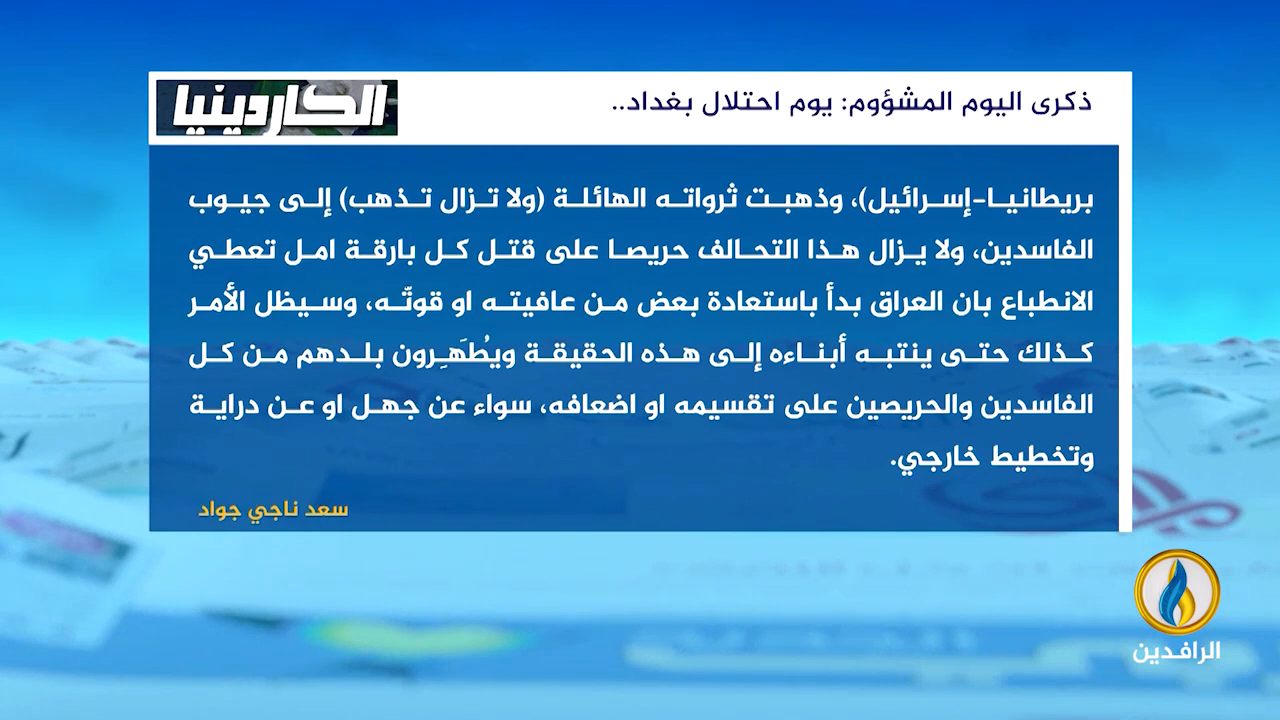 ذكرى اليوم المشؤوم: يوم احتلال بغداد..
الكاردينيا
بريطانيا-إسرائيل)، وذهبت ثرواته الهائلة (ولا تزال تذهب) إلى جيوب
الفاسدين، ولا يزال هذا التحالف حريصا على قتل كل بارقة امل تعطي
الانطباع بان العراق بدأ باستعادة بعض من عافيته او قوتّه، وسيظل الأمر
كذلك حتى ينتبه أبناءه إلى هذه الحقيقة ويُطَهِرون بلدهم من كل
الفاسدين والحريصين على تقسيمه او اضعافه، سواء عن جهل او عن دراية
وتخطيط خارجي.
سعد ناجي جواد
الرافدين